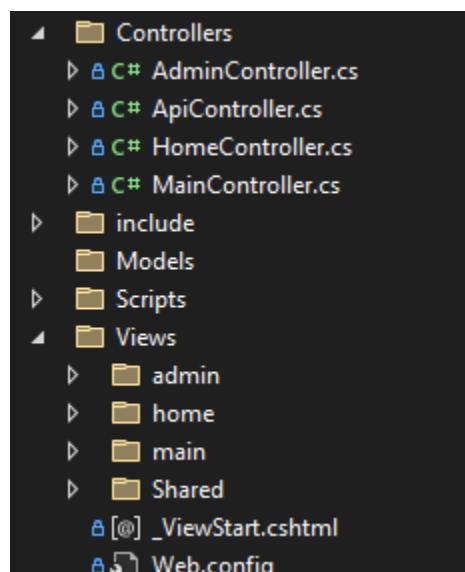 Controllers
C# AdminController.cs
C# ApiController.cs
C# HomeController.cs
C# MainController.cs
include
Models
Scripts
Views
admin
home
main
Shared
[@] _ViewStart.cshtml
Web.config